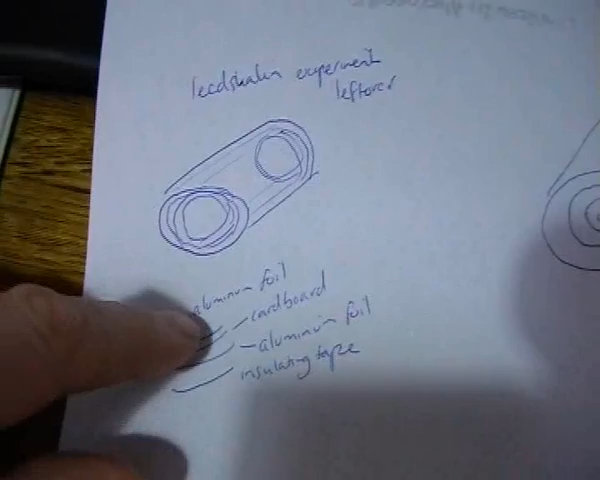 leedskalnin experiment
leftover
aluminum foil
cardboard
aluminum foil
insulating tape